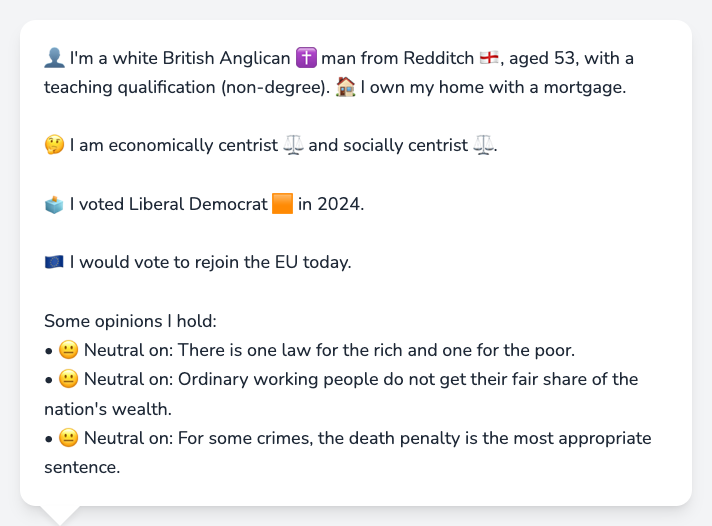 👤 I'm a white British Anglican ✝️ man from Redditch 🏴󠁧󠁢󠁥󠁮󠁧󠁿, aged 53, with a
teaching qualification (non-degree). 🏠 I own my home with a mortgage.
🤔 I am economically centrist ⚖️ and socially centrist ⚖️.
🗳️ I voted Liberal Democrat 🟧 in 2024.
🇪🇺 I would vote to rejoin the EU today.
Some opinions I hold:
• 😐 Neutral on: There is one law for the rich and one for the poor.
• 😐 Neutral on: Ordinary working people do not get their fair share of the
nation's wealth.
• 😐 Neutral on: For some crimes, the death penalty is the most appropriate
sentence.